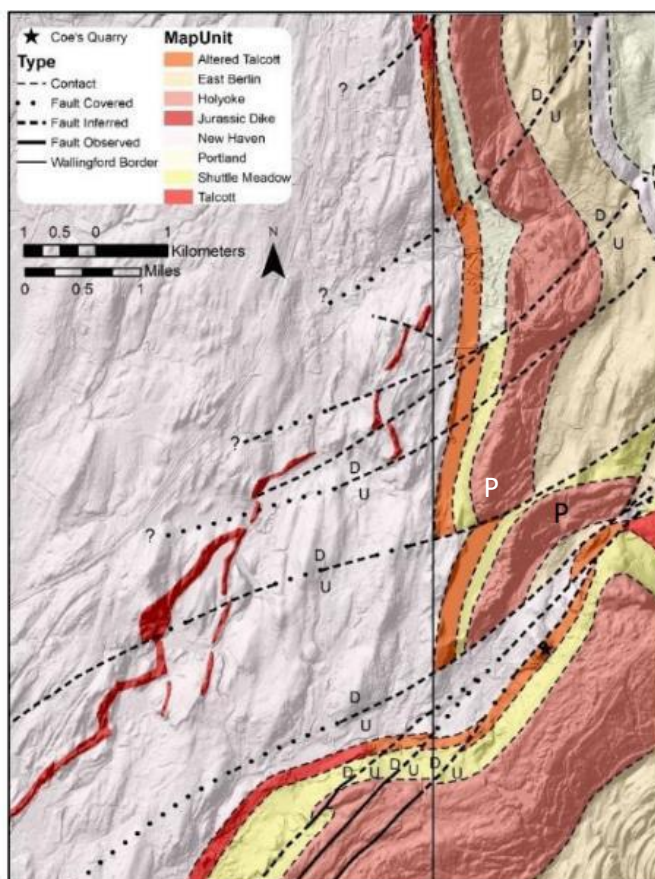 Coe's Quarry
Type
Contact
Fault Covered
Fault Inferred
Fault Observed
Wallingford Border
MapUnit
Altered Talcott
East Berlin
Holyoke
Jurassic Dike
New Haven
Portland
Shuttle Meadow
Talcott
1 0.5 0 1
Kilometers
Miles
0 0.5 1
N
?
D
U
?
D
U
?
D
U
?
P
P
D
U
D
U
D U D U D U